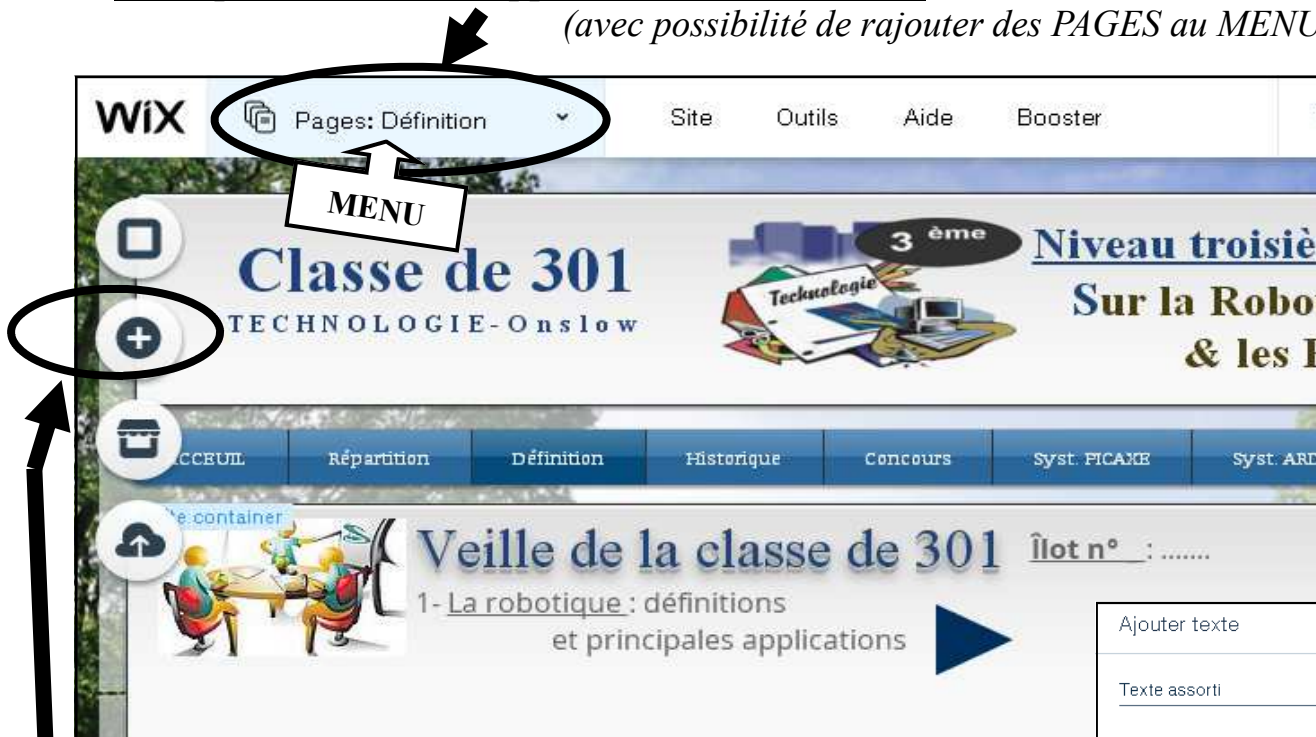 (avec possibilité de rajouter des PAGES au MENU
WiX
Pages: Définition
Site
Outils
Aide
Booster
MENU
Classe de 301
TECHNOLOGIE-Onslow
3 ème
Technologie
Niveau troisiè
Sur la Robo
& les
CCEUIL
Répartition
Définition
Historique
Concours
Syst. PICAXE
Syst. ARD
container
Veille de la classe de 301
Îlot n° : .......
1- La robotique : définitions
et principales applications
Ajouter texte
Texte assorti